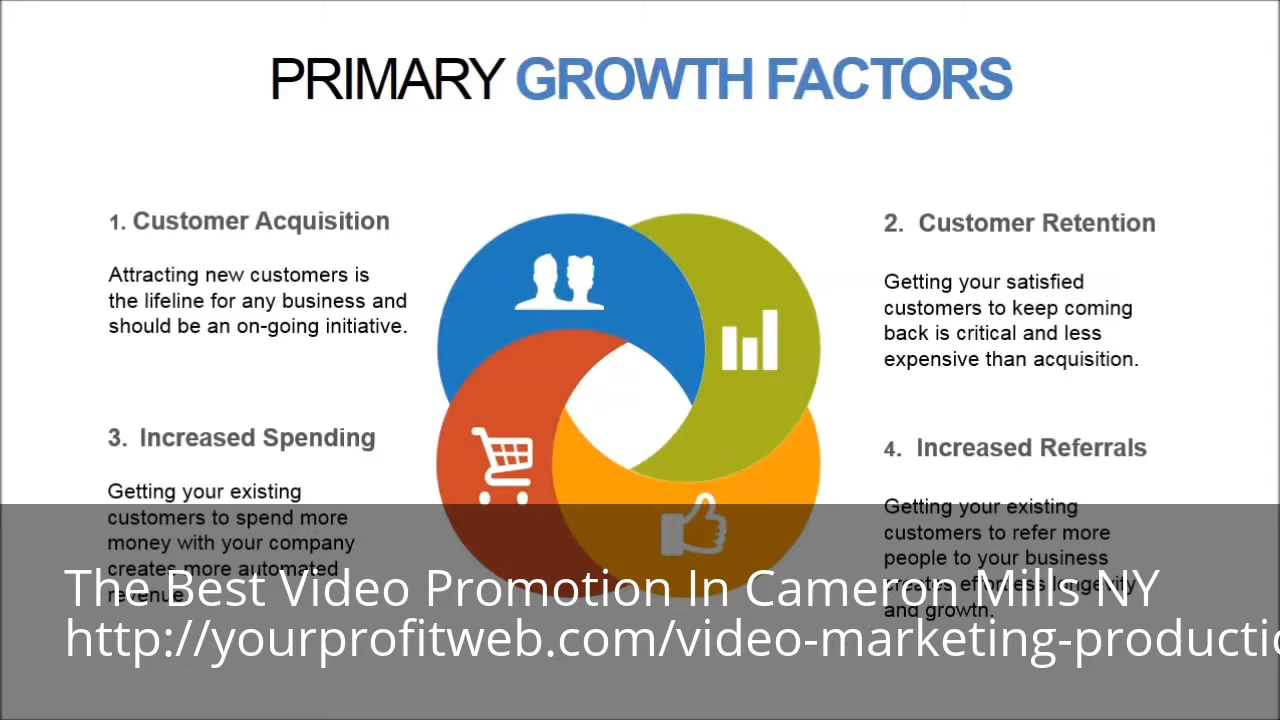 PRIMARY GROWTH FACTORS
1. Customer Acquisition
Attracting new customers is
the lifeline for any business and
should be an on-going initiative.
2. Customer Retention
Getting your satisfied
customers to keep coming
back is critical and less
expensive than acquisition.
3. Increased Spending
Getting your existing
customers to spend more
money with your company
creates more automated
revenue
4. Increased Referrals
Getting your existing
customers to refer more
people to your business
creates effortless longevity
and growth.
The Best Video Promotion In Cameron Mills NY
http://yourprofitweb.com/video-marketing-productio